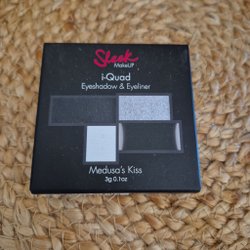 Sleek
MakeUP
i-Quad
Eyeshadow & Eyeliner
Medusa's Kiss
3g 0.1oz